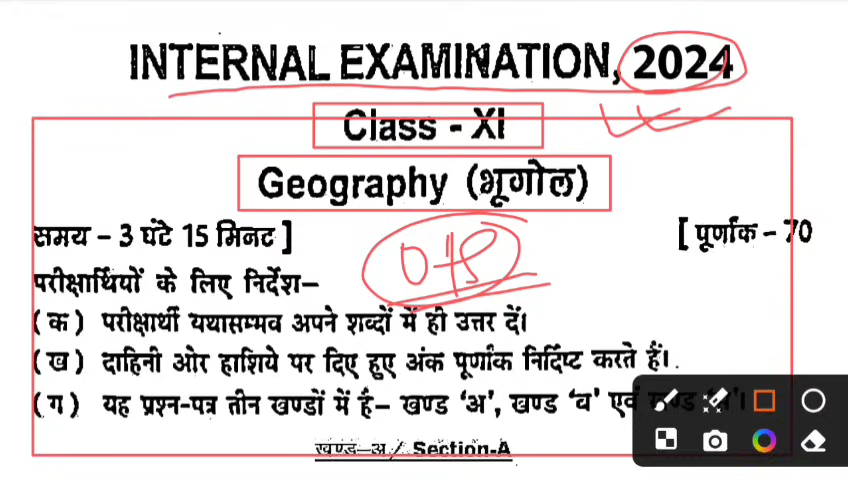 INTERNAL EXAMINATION, 2024
Class - XI
Geography (भूगोल)
समय – 3 घंटे 15 मिनट ]
[ पूर्णांक – 70
परीक्षार्थियों के लिए निर्देश–
(क) परीक्षार्थी यथासम्भव अपने शब्दों में ही उत्तर दें।
(ख) दाहिनी ओर हाशिये पर दिए हुए अंक पूर्णांक निर्दिष्ट करते हैं।
(ग) यह प्रश्न-पत्र तीन खण्डों में है– खण्ड 'अ', खण्ड 'व' एवं खण्ड
खण्ड–अ / Section-A